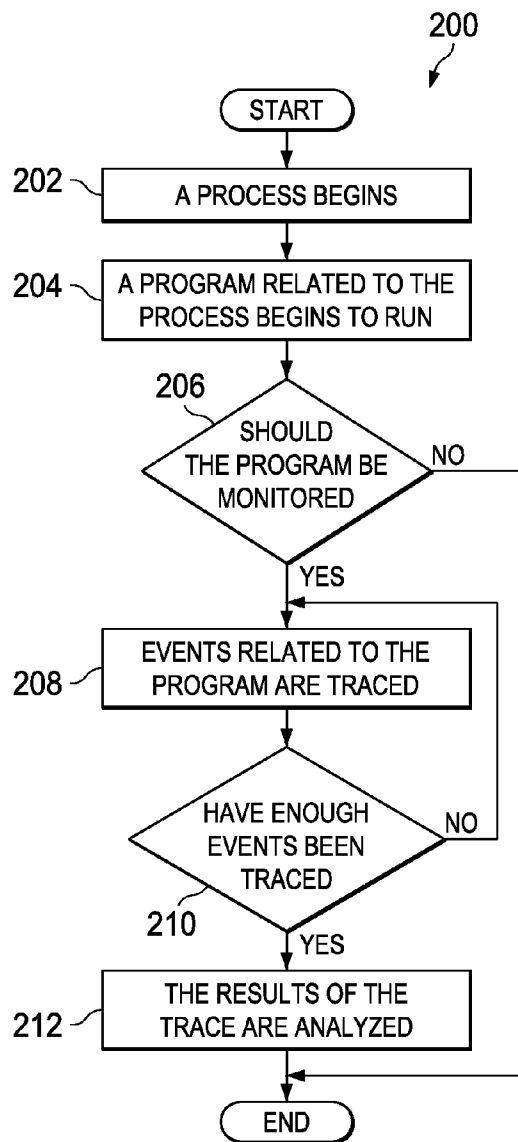 200
START
202
A PROCESS BEGINS
204
A PROGRAM RELATED TO THE
PROCESS BEGINS TO RUN
206
SHOULD
THE PROGRAM BE
MONITORED
NO
YES
208
EVENTS RELATED TO THE
PROGRAM ARE TRACED
HAVE ENOUGH
EVENTS BEEN
TRACED
NO
210
YES
212
THE RESULTS OF THE
TRACE ARE ANALYZED
END